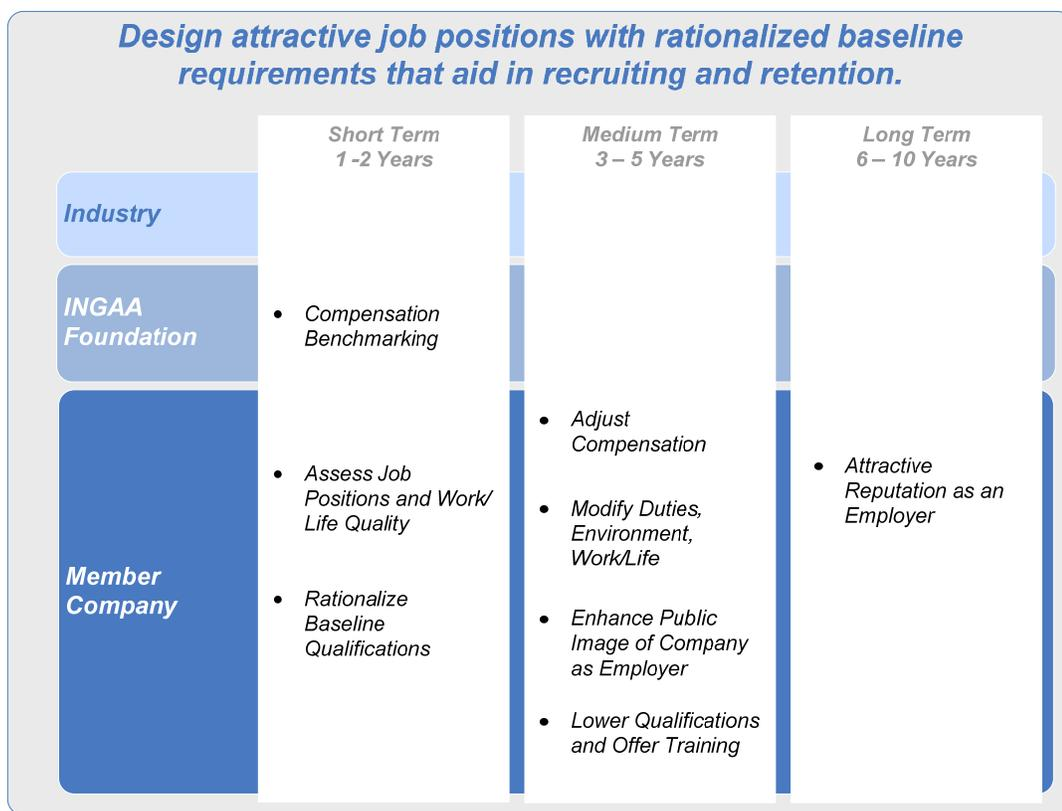 Design attractive job positions with rationalized baseline
requirements that aid in recruiting and retention.
Short Term
1 -2 Years
Medium Term
3 – 5 Years
Long Term
6 – 10 Years
Industry
INGAA
Foundation
• Compensation
Benchmarking
Member
Company
• Assess Job
Positions and Work/
Life Quality
• Rationalize
Baseline
Qualifications
• Adjust
Compensation
• Modify Duties,
Environment,
Work/Life
• Enhance Public
Image of Company
as Employer
• Lower Qualifications
and Offer Training
• Attractive
Reputation as an
Employer